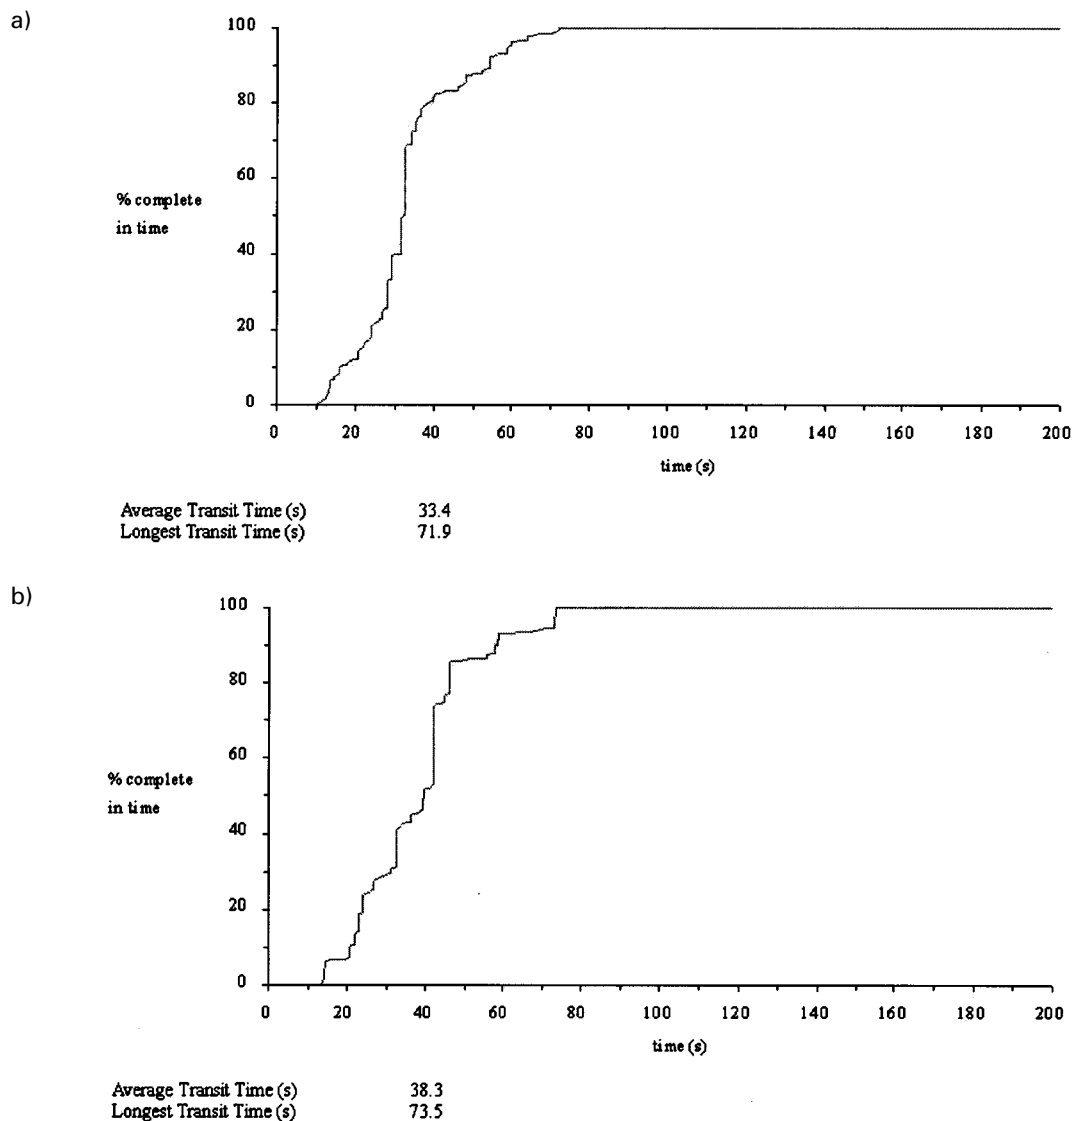 a)
100
80
60
% complete
in time
40
20
0
0 20 40 60 80 100 120 140 160 180 200
time (s)
Average Transit Time (s) 33.4
Longest Transit Time (s) 71.9
b)
100
80
60
% complete
in time
40
20
0
0 20 40 60 80 100 120 140 160 180 200
time (s)
Average Transit Time (s) 38.3
Longest Transit Time (s) 73.5